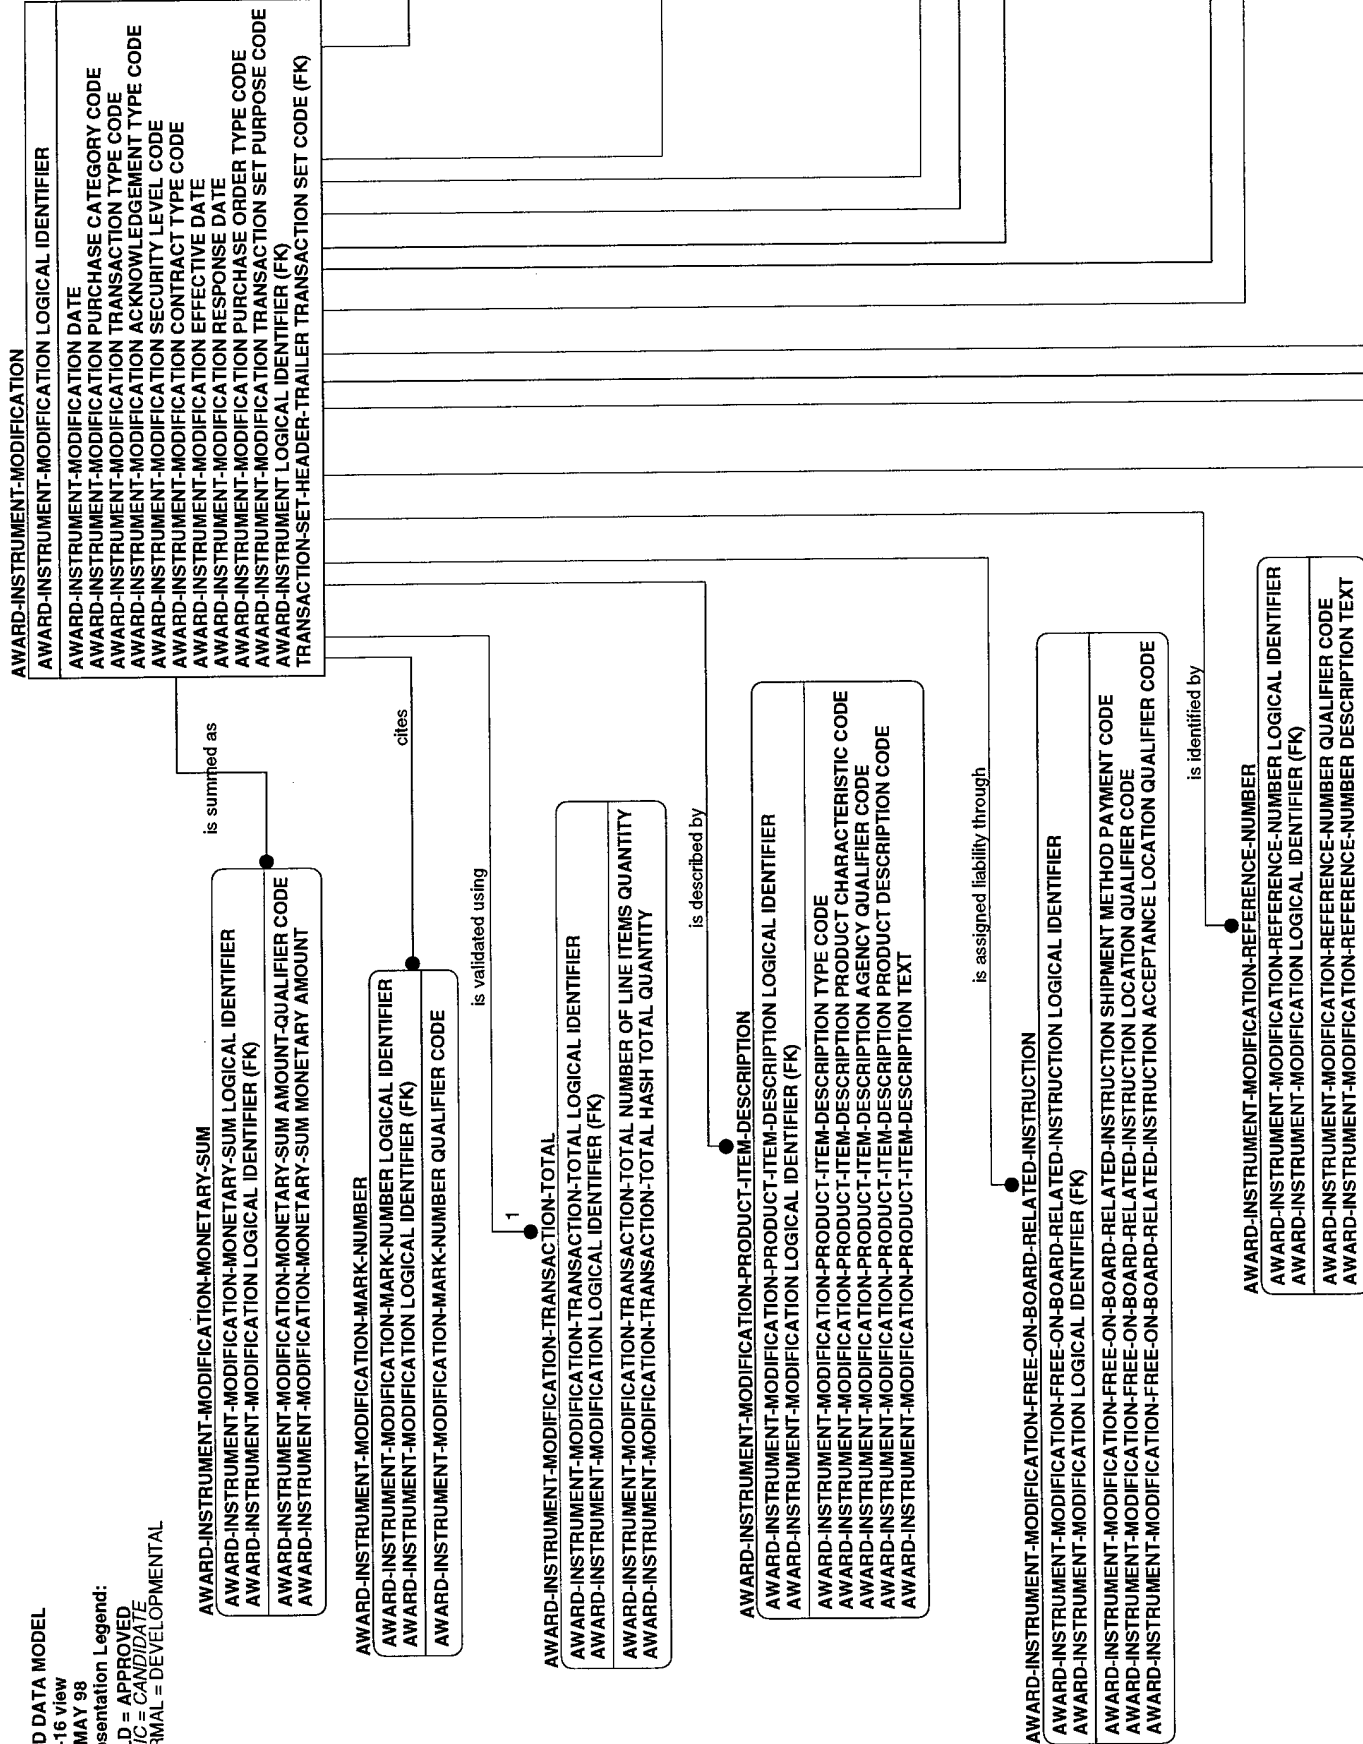 D DATA MODEL
-16 view
MAY 98
sentation Legend:
LD = APPROVED
IC = CANDIDATE
RMAL = DEVELOPMENTAL
AWARD-INSTRUMENT-MODIFICATION
AWARD-INSTRUMENT-MODIFICATION LOGICAL IDENTIFIER
AWARD-INSTRUMENT-MODIFICATION DATE
AWARD-INSTRUMENT-MODIFICATION PURCHASE CATEGORY CODE
AWARD-INSTRUMENT-MODIFICATION TRANSACTION TYPE CODE
AWARD-INSTRUMENT-MODIFICATION ACKNOWLEDGEMENT TYPE CODE
AWARD-INSTRUMENT-MODIFICATION SECURITY LEVEL CODE
AWARD-INSTRUMENT-MODIFICATION CONTRACT TYPE CODE
AWARD-INSTRUMENT-MODIFICATION EFFECTIVE DATE
AWARD-INSTRUMENT-MODIFICATION RESPONSE DATE
AWARD-INSTRUMENT-MODIFICATION PURCHASE ORDER TYPE CODE
AWARD-INSTRUMENT-MODIFICATION TRANSACTION SET PURPOSE CODE
AWARD-INSTRUMENT LOGICAL IDENTIFIER (FK)
TRANSACTION-SET-HEADER-TRAILER TRANSACTION SET CODE (FK)
is summed as
AWARD-INSTRUMENT-MODIFICATION-MONETARY-SUM
AWARD-INSTRUMENT-MODIFICATION-MONETARY-SUM LOGICAL IDENTIFIER
AWARD-INSTRUMENT-MODIFICATION LOGICAL IDENTIFIER (FK)
AWARD-INSTRUMENT-MODIFICATION-MONETARY-SUM AMOUNT-QUALIFIER CODE
AWARD-INSTRUMENT-MODIFICATION-MONETARY-SUM MONETARY AMOUNT
cites
AWARD-INSTRUMENT-MODIFICATION-MARK-NUMBER
AWARD-INSTRUMENT-MODIFICATION-MARK-NUMBER LOGICAL IDENTIFIER
AWARD-INSTRUMENT-MODIFICATION LOGICAL IDENTIFIER (FK)
AWARD-INSTRUMENT-MODIFICATION-MARK-NUMBER QUALIFIER CODE
is validated using
1
AWARD-INSTRUMENT-MODIFICATION-TRANSACTION-TOTAL
AWARD-INSTRUMENT-MODIFICATION-TRANSACTION-TOTAL LOGICAL IDENTIFIER
AWARD-INSTRUMENT-MODIFICATION LOGICAL IDENTIFIER (FK)
AWARD-INSTRUMENT-MODIFICATION-TRANSACTION-TOTAL NUMBER OF LINE ITEMS QUANTITY
AWARD-INSTRUMENT-MODIFICATION-TRANSACTION-TOTAL HASH TOTAL QUANTITY
is described by
AWARD-INSTRUMENT-MODIFICATION-PRODUCT-ITEM-DESCRIPTION
AWARD-INSTRUMENT-MODIFICATION-PRODUCT-ITEM-DESCRIPTION LOGICAL IDENTIFIER
AWARD-INSTRUMENT-MODIFICATION LOGICAL IDENTIFIER (FK)
AWARD-INSTRUMENT-MODIFICATION-PRODUCT-ITEM-DESCRIPTION TYPE CODE
AWARD-INSTRUMENT-MODIFICATION-PRODUCT-ITEM-DESCRIPTION PRODUCT CHARACTERISTIC CODE
AWARD-INSTRUMENT-MODIFICATION-PRODUCT-ITEM-DESCRIPTION AGENCY QUALIFIER CODE
AWARD-INSTRUMENT-MODIFICATION-PRODUCT-ITEM-DESCRIPTION PRODUCT DESCRIPTION CODE
AWARD-INSTRUMENT-MODIFICATION-PRODUCT-ITEM-DESCRIPTION TEXT
is assigned liability through
AWARD-INSTRUMENT-MODIFICATION-FREE-ON-BOARD-RELATED-INSTRUCTION
AWARD-INSTRUMENT-MODIFICATION-FREE-ON-BOARD-RELATED-INSTRUCTION LOGICAL IDENTIFIER
AWARD-INSTRUMENT-MODIFICATION LOGICAL IDENTIFIER (FK)
AWARD-INSTRUMENT-MODIFICATION-FREE-ON-BOARD-RELATED-INSTRUCTION SHIPMENT METHOD PAYMENT CODE
AWARD-INSTRUMENT-MODIFICATION-FREE-ON-BOARD-RELATED-INSTRUCTION LOCATION QUALIFIER CODE
AWARD-INSTRUMENT-MODIFICATION-FREE-ON-BOARD-RELATED-INSTRUCTION ACCEPTANCE LOCATION QUALIFIER CODE
is identified by
AWARD-INSTRUMENT-MODIFICATION-REFERENCE-NUMBER
AWARD-INSTRUMENT-MODIFICATION-REFERENCE-NUMBER LOGICAL IDENTIFIER
AWARD-INSTRUMENT-MODIFICATION LOGICAL IDENTIFIER (FK)
AWARD-INSTRUMENT-MODIFICATION-REFERENCE-NUMBER QUALIFIER CODE
AWARD-INSTRUMENT-MODIFICATION-REFERENCE-NUMBER DESCRIPTION TEXT